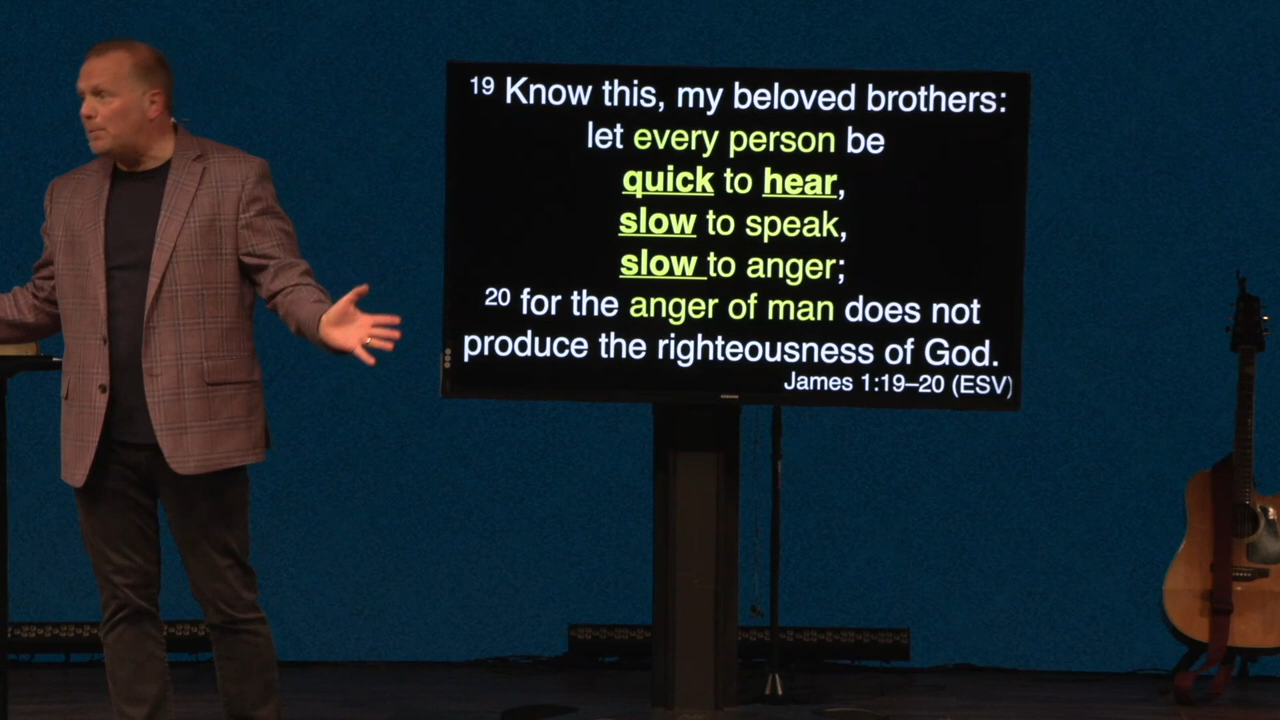 19 Know this, my beloved brothers:
let every person be
quick to hear,
slow to speak,
slow to anger;
20 for the anger of man does not
produce the righteousness of God.
James 1:19–20 (ESV)